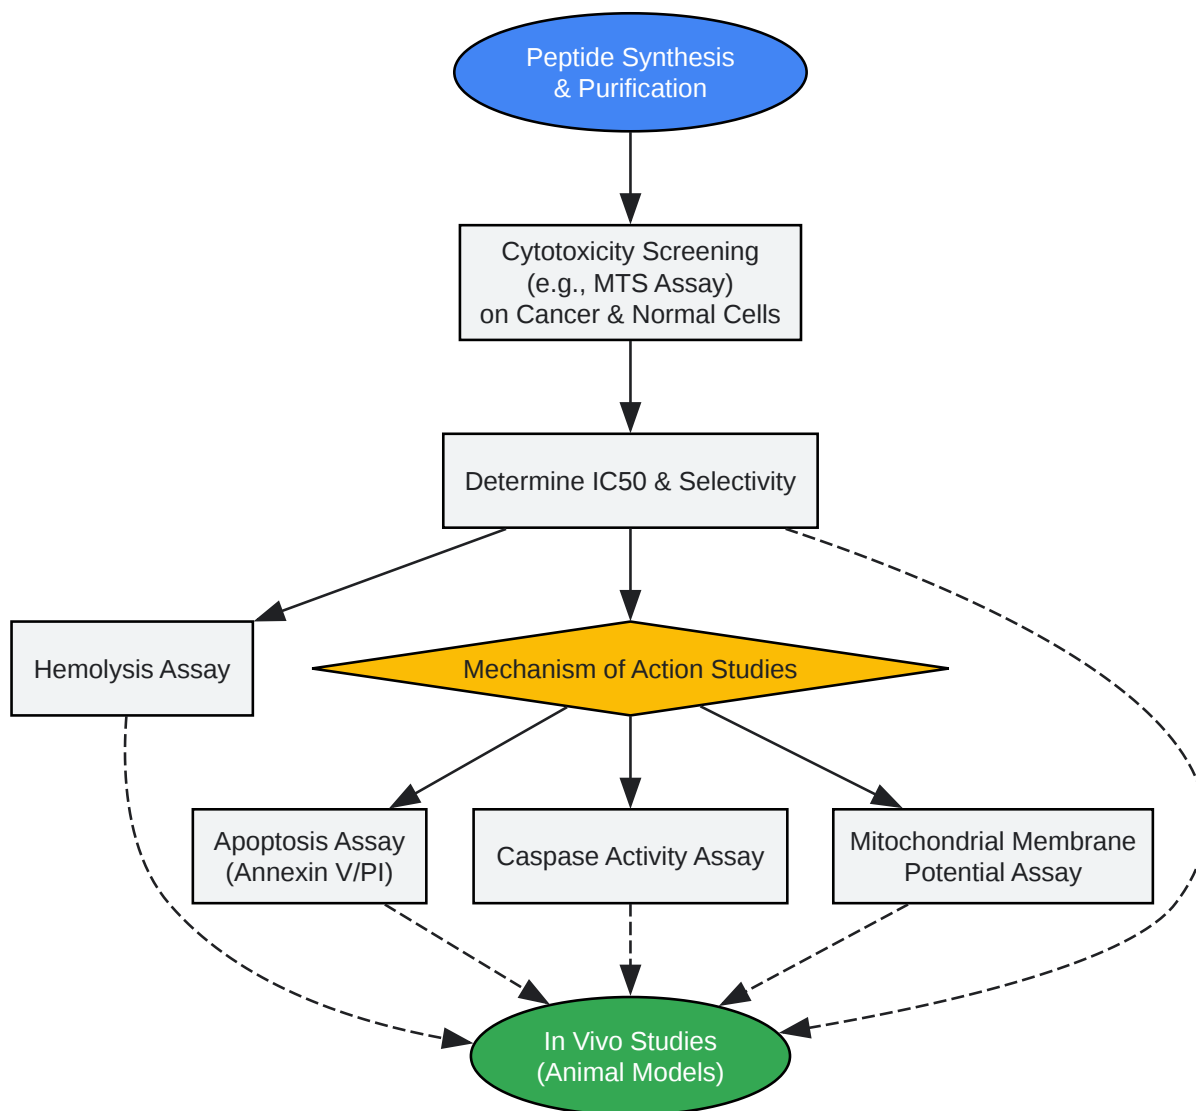 Peptide Synthesis
& Purification
Cytotoxicity Screening
(e.g., MTS Assay)
on Cancer & Normal Cells
Determine IC50 & Selectivity
Hemolysis Assay
Mechanism of Action Studies
Apoptosis Assay
(Annexin V/PI)
Caspase Activity Assay
Mitochondrial Membrane
Potential Assay
In Vivo Studies
(Animal Models)